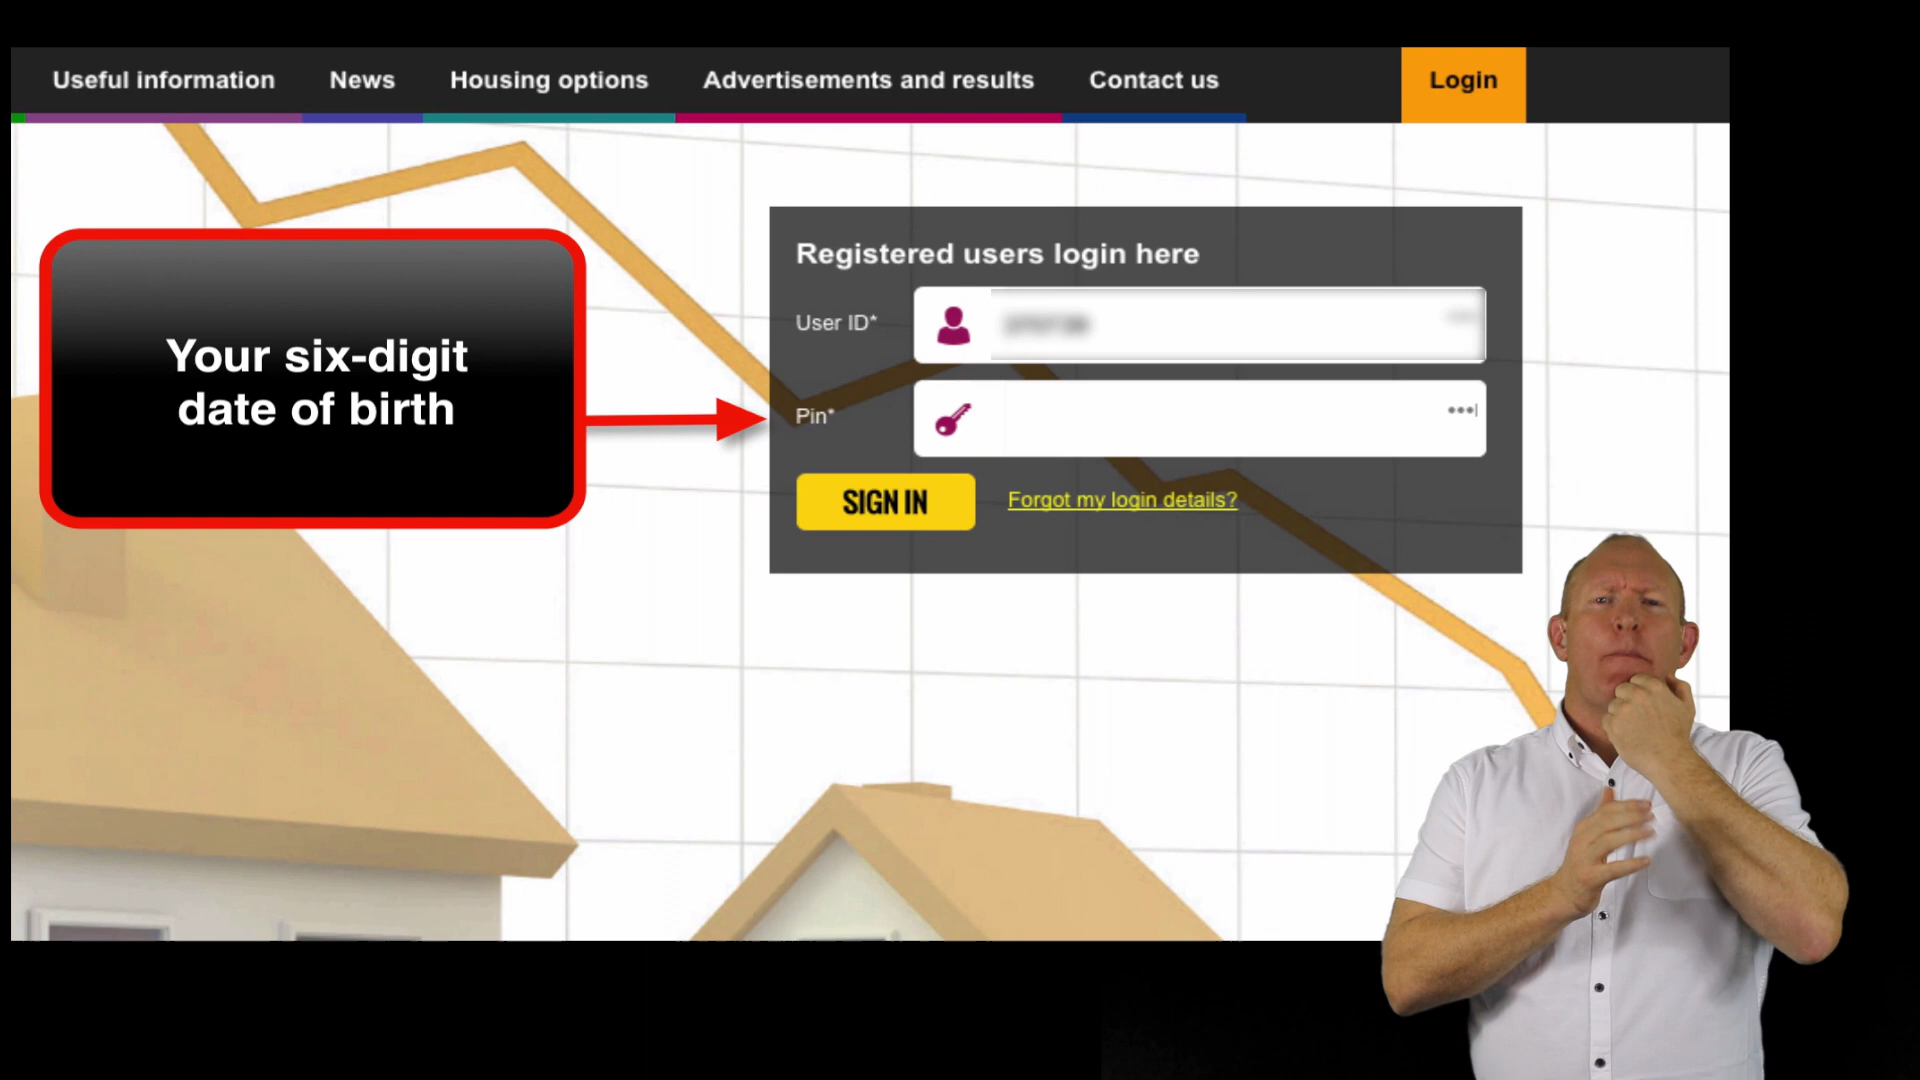 Useful information
News
Housing options
Advertisements and results
Contact us
Login
Your six-digit
date of birth
Registered users login here
User ID*
Pin*
SIGN IN
Forgot my login details?